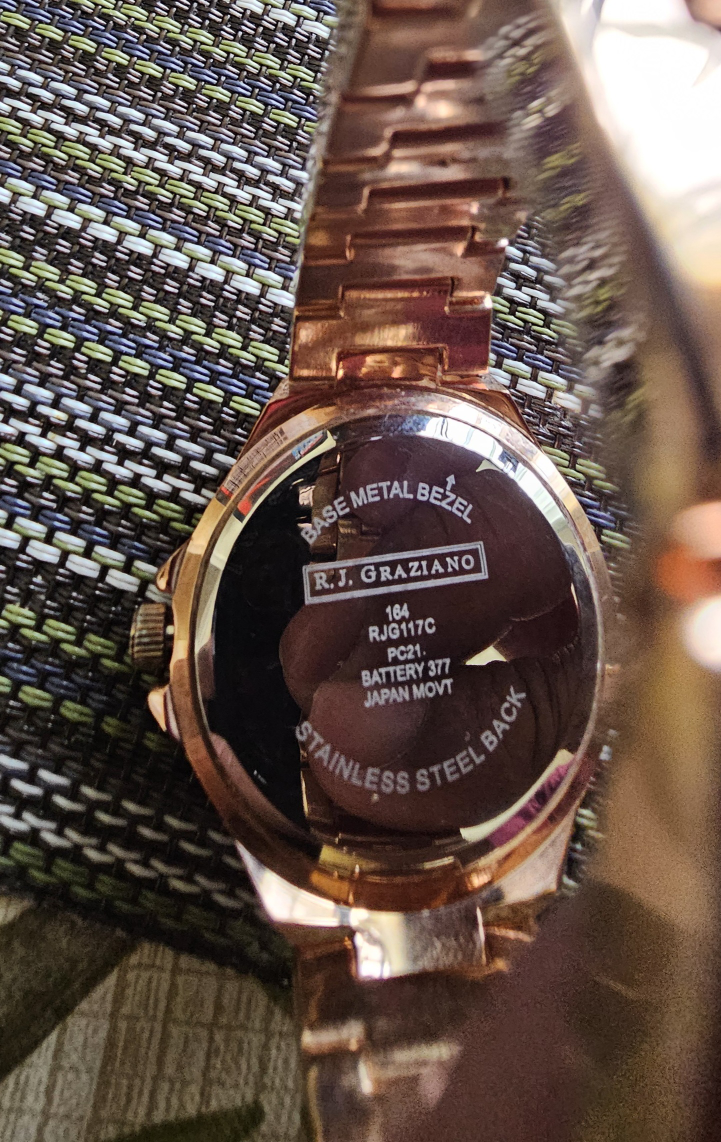 BASE METAL BEZEL
R.J. GRAZIANO
164
RJG117C
PC21.
BATTERY 377
JAPAN MOVT
STAINLESS STEEL BACK